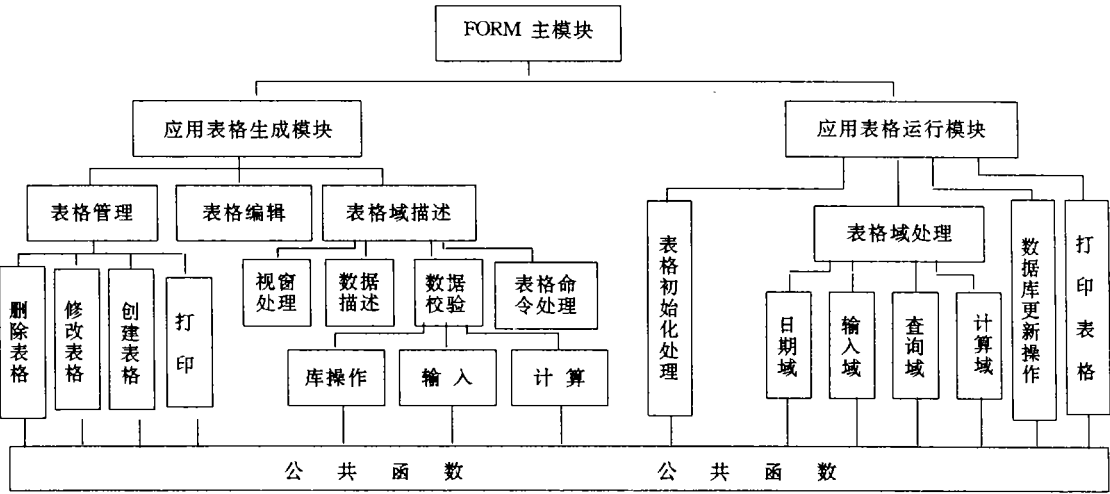 FORM 主模块
应用表格生成模块
应用表格运行模块
表格管理
表格编辑
表格域描述
表格域处理
视窗
处理
数据
描述
数据
校验
表格命
令处理
删除表格
修改表格
创建表格
打印
库操作
输入
计算
表格初始化处理
日期域
输入域
查询域
计算域
数据库更新操作
打印表格
公共函数 公共函数